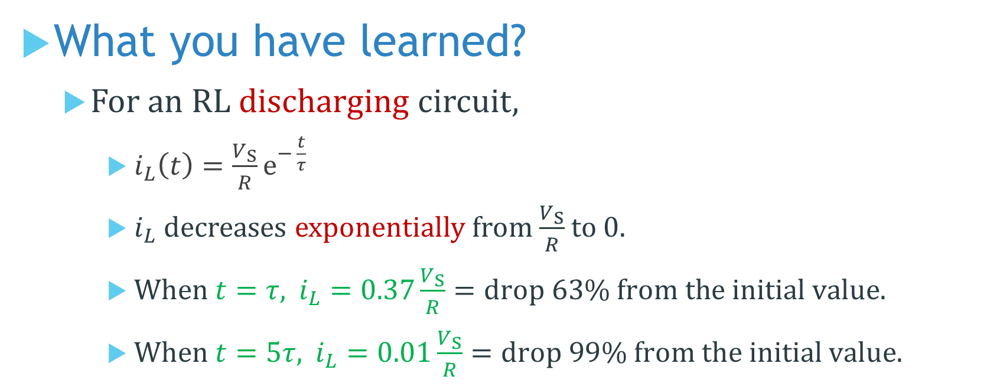 What you have learned?
For an RL discharging circuit,
$i_L(t) = \frac{V_S}{R} e^{-\frac{t}{\tau}}$
$i_L$ decreases exponentially from $\frac{V_S}{R}$ to 0.
When $t = \tau,\ i_L = 0.37\frac{V_S}{R}$ = drop 63% from the initial value.
When $t = 5\tau,\ i_L = 0.01\frac{V_S}{R}$ = drop 99% from the initial value.